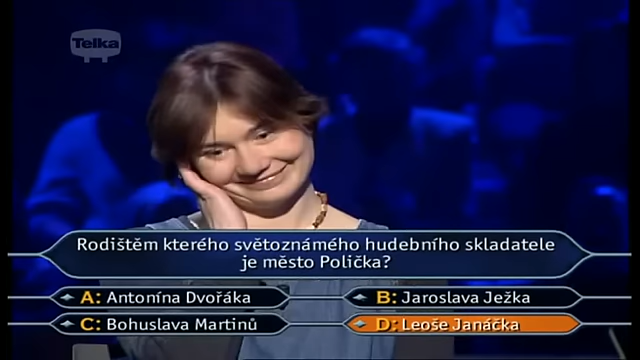 Telka
Rodištěm kterého světoznámého hudebního skladatele
je město Polička?
A: Antonína Dvořáka
B: Jaroslava Ježka
C: Bohuslava Martinů
D: Leoše Janáčka